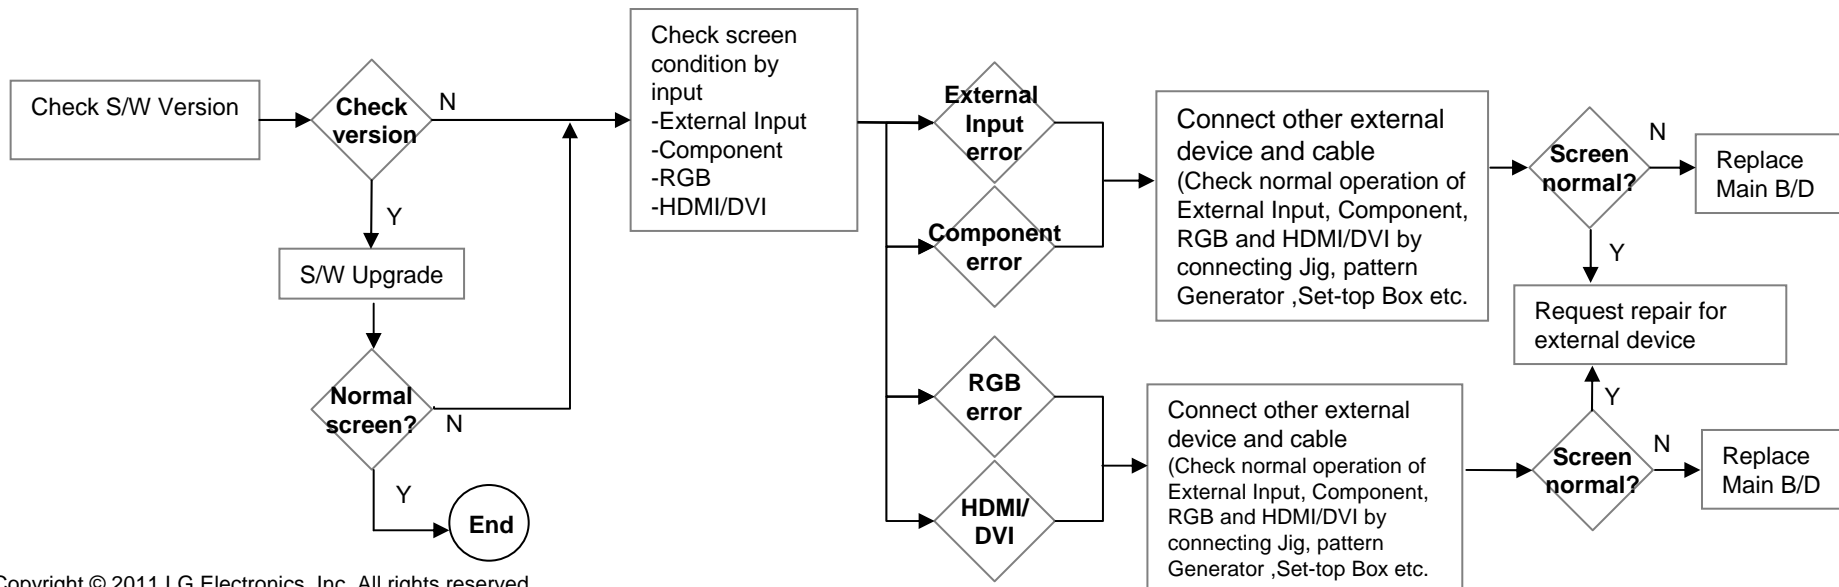 Check S/W Version
Check
version
N
Y
S/W Upgrade
Normal
screen?
N
Y
End
Check screen
condition by
input
-External Input
-Component
-RGB
-HDMI/DVI
External
Input
error
Component
error
RGB
error
HDMI/
DVI
Connect other external
device and cable
(Check normal operation of
External Input, Component,
RGB and HDMI/DVI by
connecting Jig, pattern
Generator ,Set-top Box etc.
Connect other external
device and cable
(Check normal operation of
External Input, Component,
RGB and HDMI/DVI by
connecting Jig, pattern
Generator ,Set-top Box etc.
Screen
normal?
N
Replace
Main B/D
Y
Request repair for
external device
Y
Screen
normal?
N
Replace
Main B/D
Copyright © 2011 LG Electronics. Inc. All rights reserved